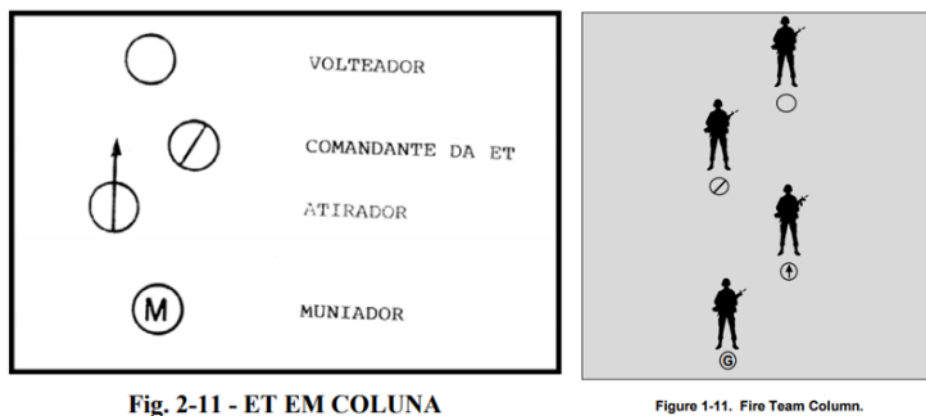 VOLTEADOR
COMANDANTE DA ET
ATIRADOR
M
MUNIADOR
Fig. 2-11 - ET EM COLUNA
G
Figure 1-11. Fire Team Column.